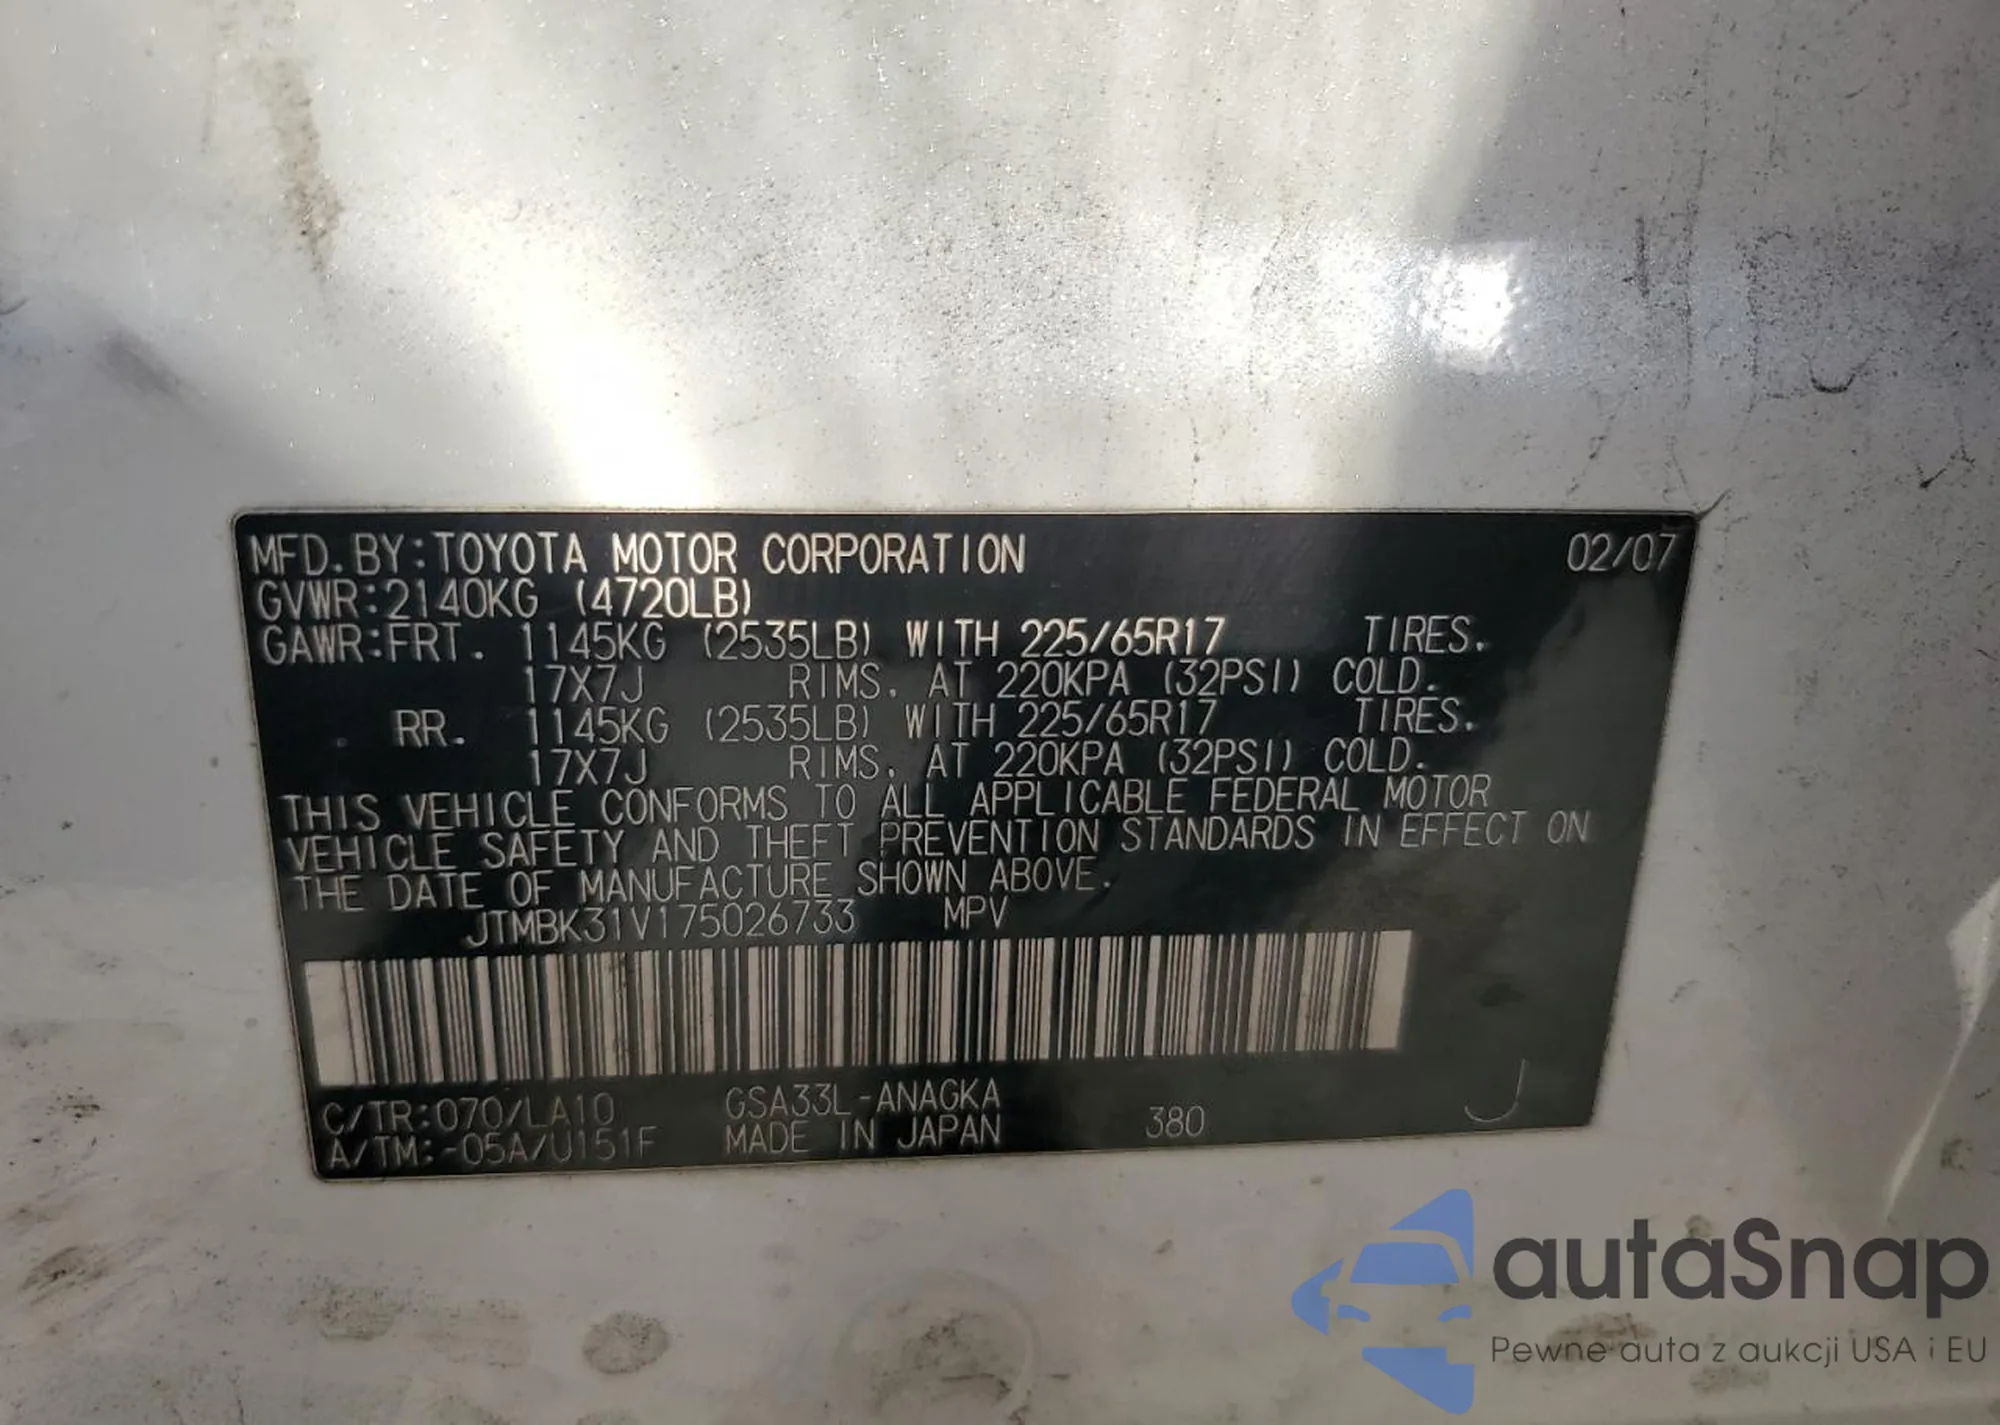 MFD. BY: TOYOTA MOTOR CORPORATION 02/07
GVWR: 2140KG (4720LB)
GAWR: FRT. 1145KG (2535LB) WITH 225/65R17 TIRES.
17X7J RIMS. AT 220KPA (32PSI) COLD.
RR. 1145KG (2535LB) WITH 225/65R17 TIRES.
17X7J RIMS. AT 220KPA (32PSI) COLD.
THIS VEHICLE CONFORMS TO ALL APPLICABLE FEDERAL MOTOR
VEHICLE SAFETY AND THEFT PREVENTION STANDARDS IN EFFECT ON
THE DATE OF MANUFACTURE SHOWN ABOVE.
JTMBK31V175026733 MPV
C/TR: 070/LA10 GSA33L-ANAGKA
A/TM: -05A/U151F MADE IN JAPAN 380 J
autaSnap
Pewne auta z aukcji USA i EU